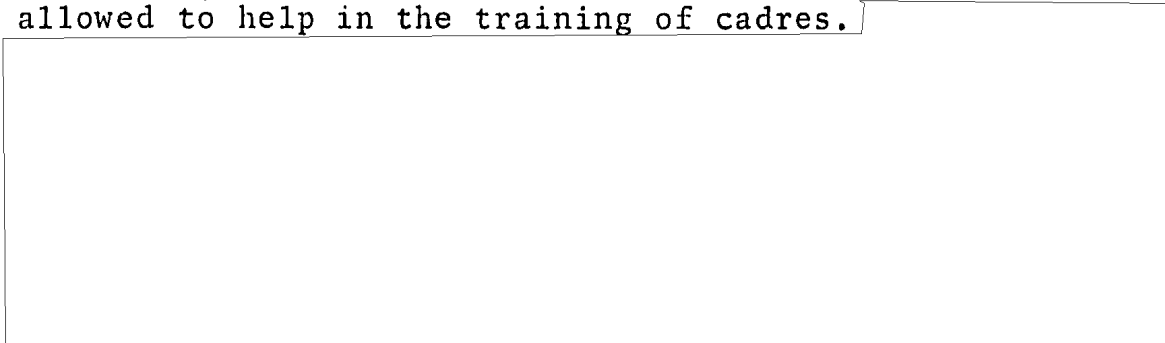 allowed to help in the training of cadres.